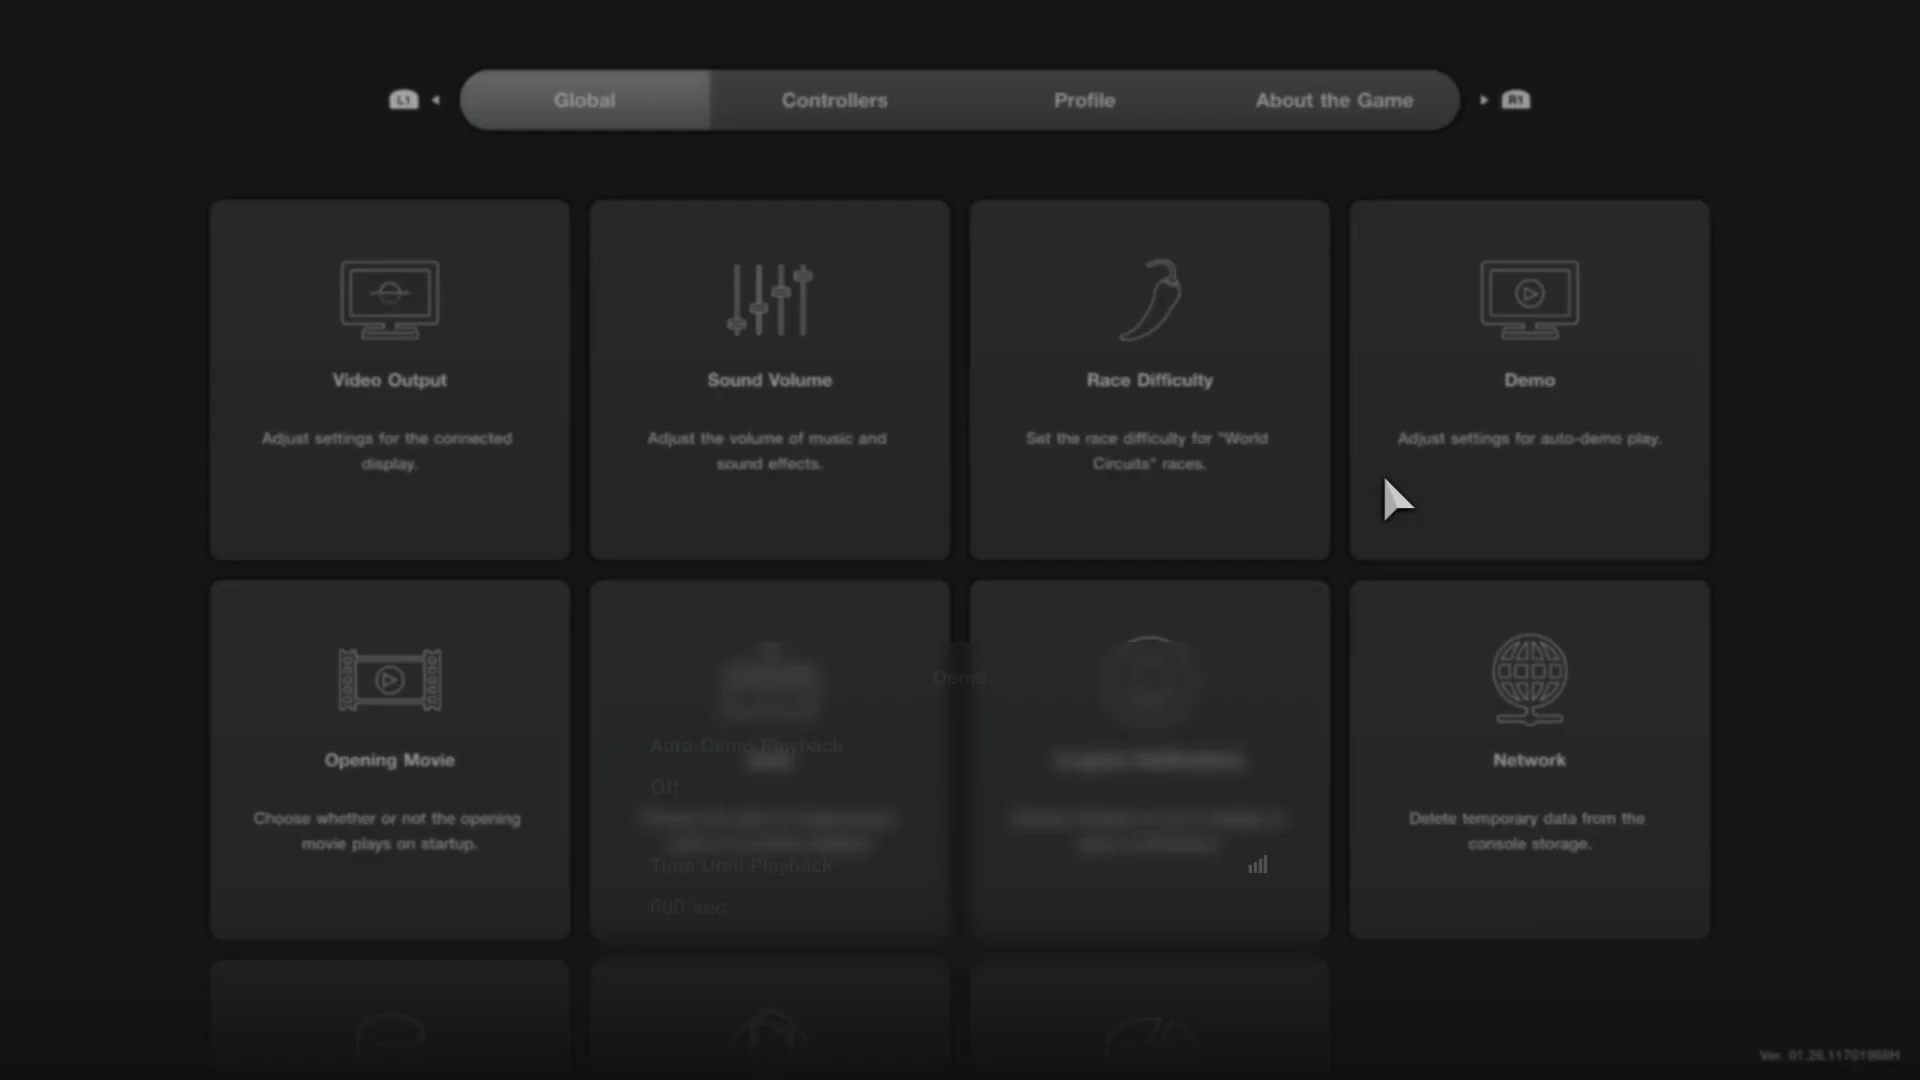 L1
Global
Controllers
Profile
About the Game
R1
Video Output
Adjust settings for the connected
display.
Sound Volume
Adjust the volume of music and
sound effects.
Race Difficulty
Set the race difficulty for "World
Circuits" races.
Demo
Adjust settings for auto-demo play.
Opening Movie
Choose whether or not the opening
movie plays on startup.
Demo
Auto-Demo Playback
Off
Time Until Playback
600 sec
Network
Delete temporary data from the
console storage.
Ver.